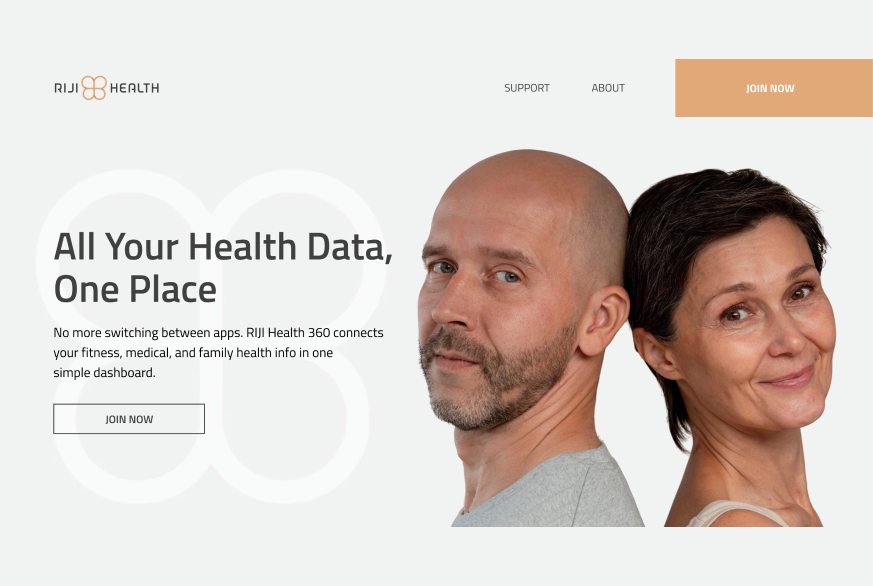 RIJI HEALTH
SUPPORT
ABOUT
JOIN NOW
All Your Health Data,
One Place
No more switching between apps. RIJI Health 360 connects
your fitness, medical, and family health info in one
simple dashboard.
JOIN NOW